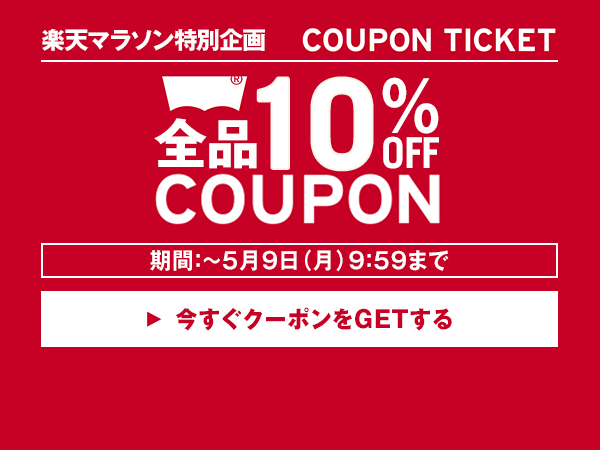 楽天マラソン特別企画 COUPON TICKET
®
全品10%OFF
COUPON
期間:~5月9日(月)9:59まで
▶ 今すぐクーポンをGETする